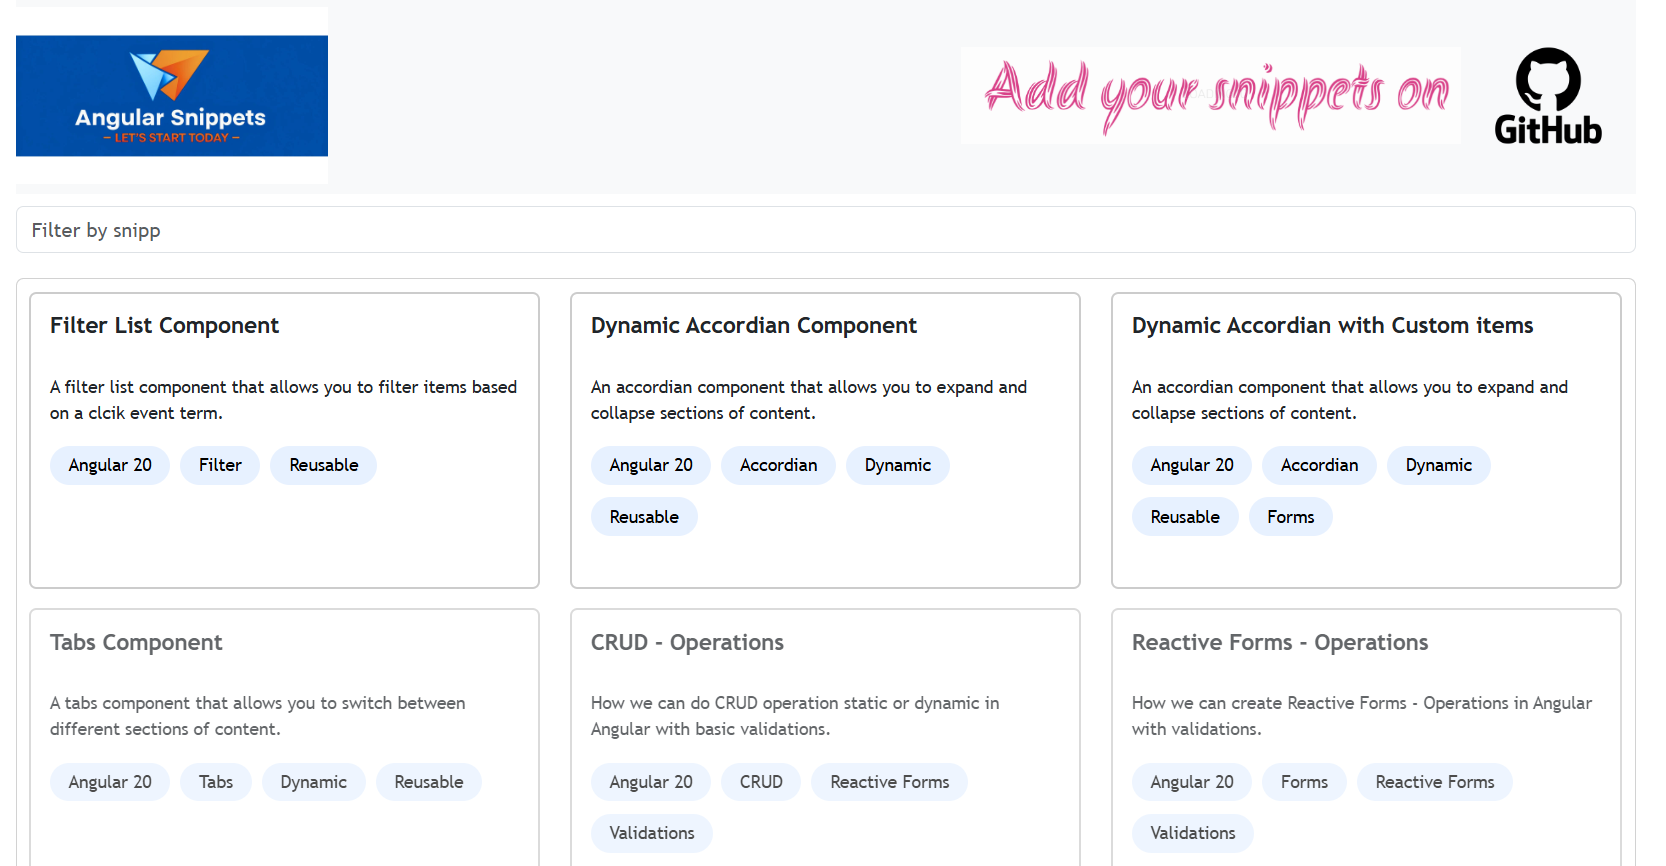 Angular Snippets
– LET'S START TODAY –
Add your snippets on
GitHub
Filter by snipp
Filter List Component
A filter list component that allows you to filter items based
on a clcik event term.
Angular 20 Filter Reusable
Dynamic Accordian Component
An accordian component that allows you to expand and
collapse sections of content.
Angular 20 Accordian Dynamic
Reusable
Dynamic Accordian with Custom items
An accordian component that allows you to expand and
collapse sections of content.
Angular 20 Accordian Dynamic
Reusable Forms
Tabs Component
A tabs component that allows you to switch between
different sections of content.
Angular 20 Tabs Dynamic Reusable
CRUD - Operations
How we can do CRUD operation static or dynamic in
Angular with basic validations.
Angular 20 CRUD Reactive Forms
Validations
Reactive Forms - Operations
How we can create Reactive Forms - Operations in Angular
with validations.
Angular 20 Forms Reactive Forms
Validations